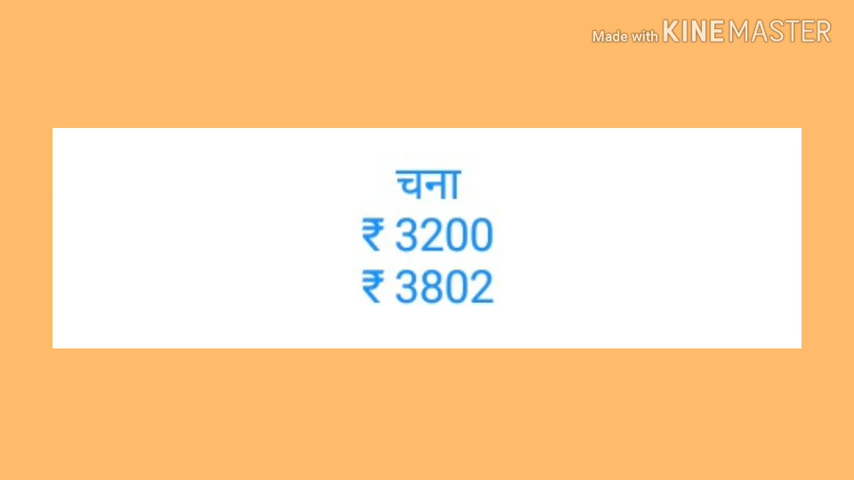 Made with KINEMASTER
चना
₹ 3200
₹ 3802